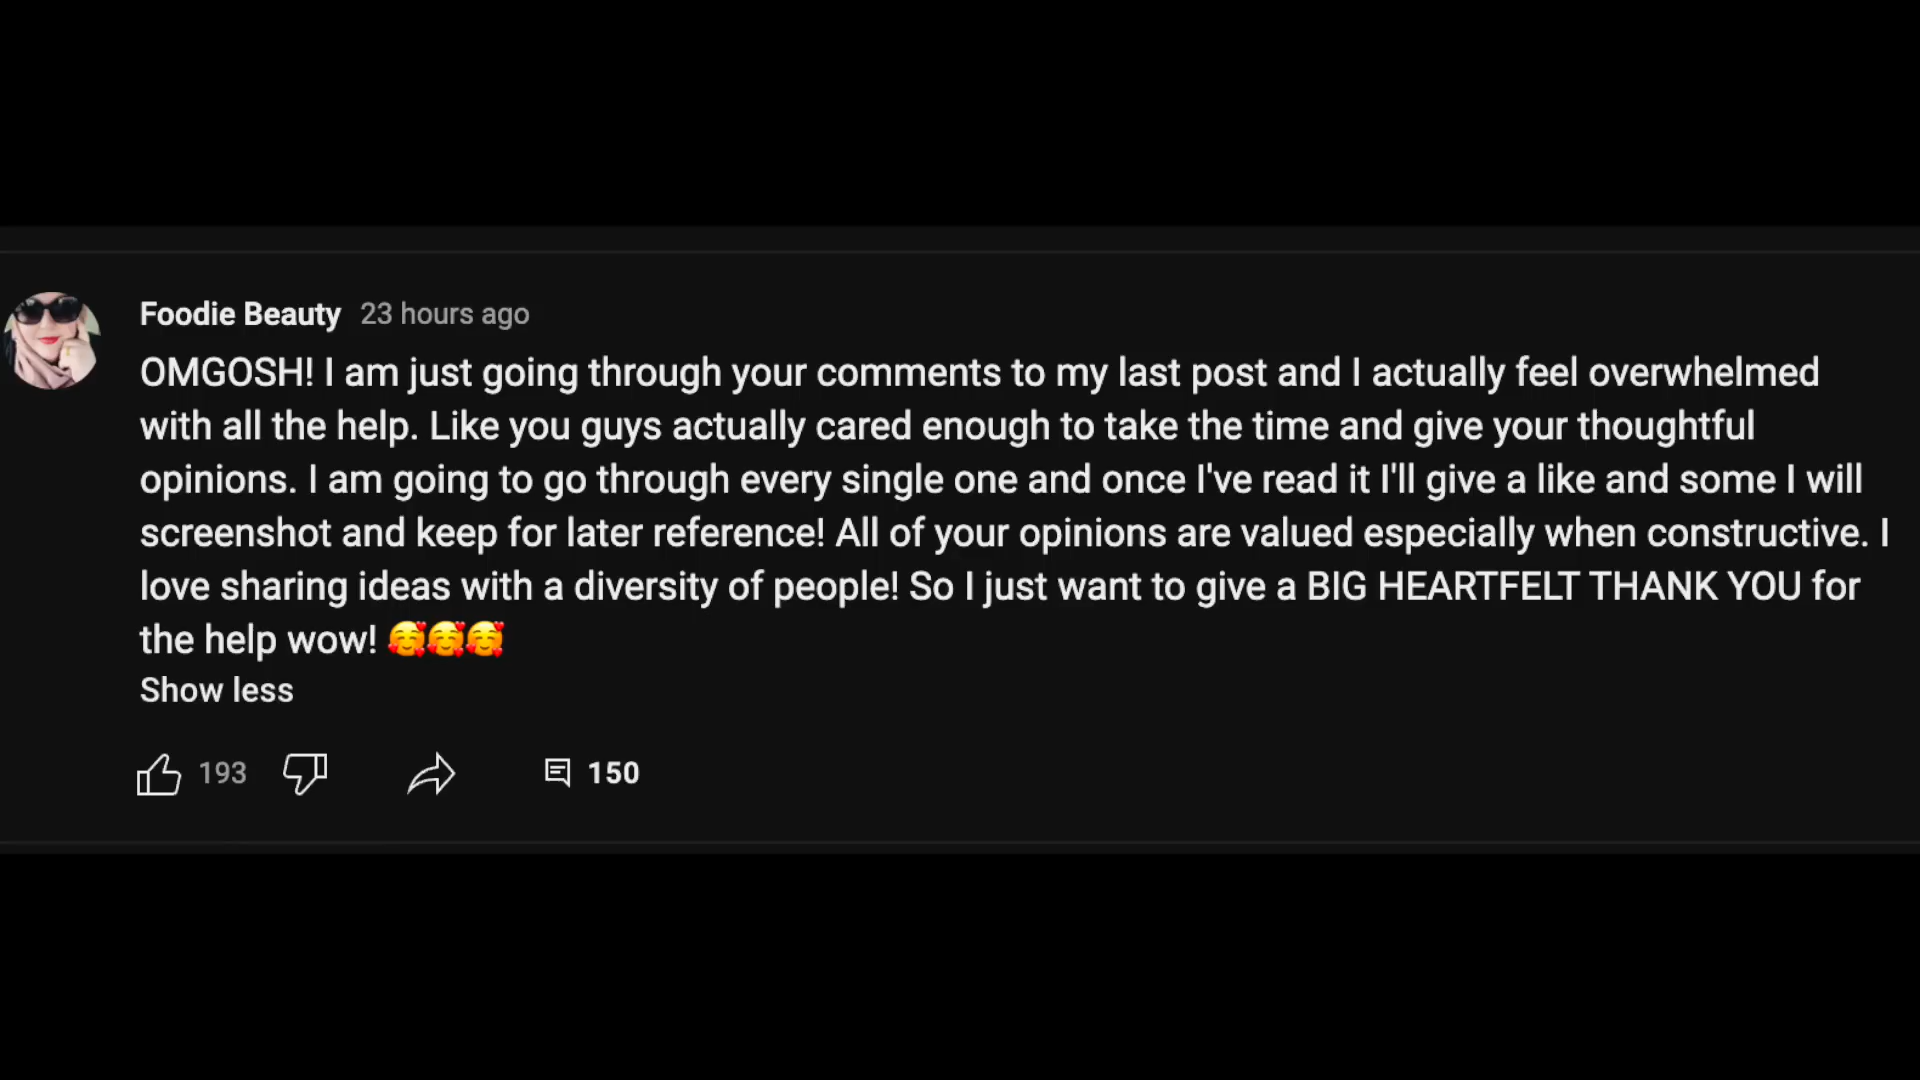 Foodie Beauty 23 hours ago
OMGOSH! I am just going through your comments to my last post and I actually feel overwhelmed
with all the help. Like you guys actually cared enough to take the time and give your thoughtful
opinions. I am going to go through every single one and once I've read it I'll give a like and some I will
screenshot and keep for later reference! All of your opinions are valued especially when constructive. I
love sharing ideas with a diversity of people! So I just want to give a BIG HEARTFELT THANK YOU for
the help wow! 🥰🥰🥰
Show less
193 150